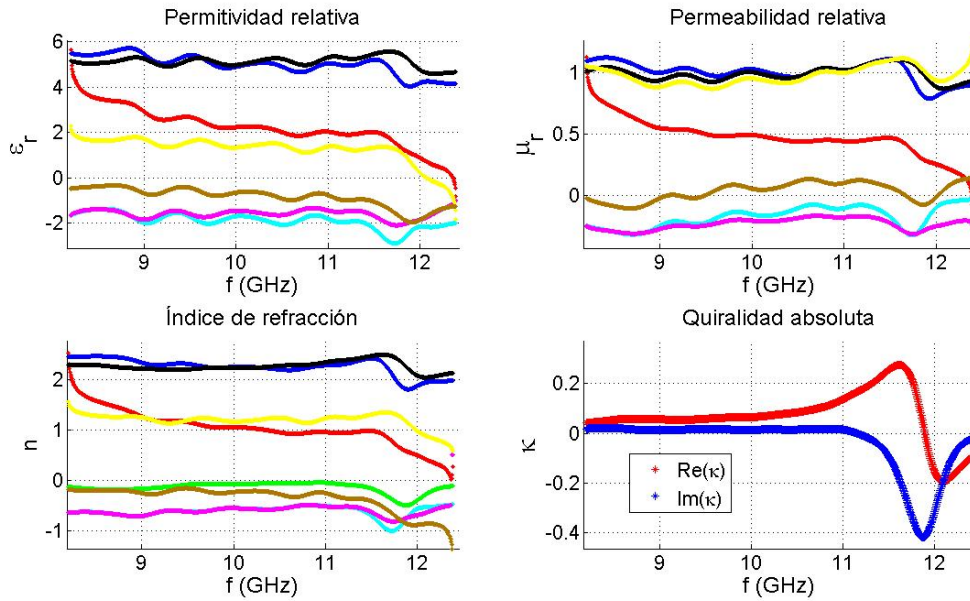 Permitividad relativa
6
4
2
0
-2
εr
9 10 11 12
f (GHz)
Permeabilidad relativa
1
0.5
0
μr
9 10 11 12
f (GHz)
Índice de refracción
2
1
0
-1
n
9 10 11 12
f (GHz)
Quiralidad absoluta
0.2
0
-0.2
-0.4
κ
Re(κ)
Im(κ)
9 10 11 12
f (GHz)